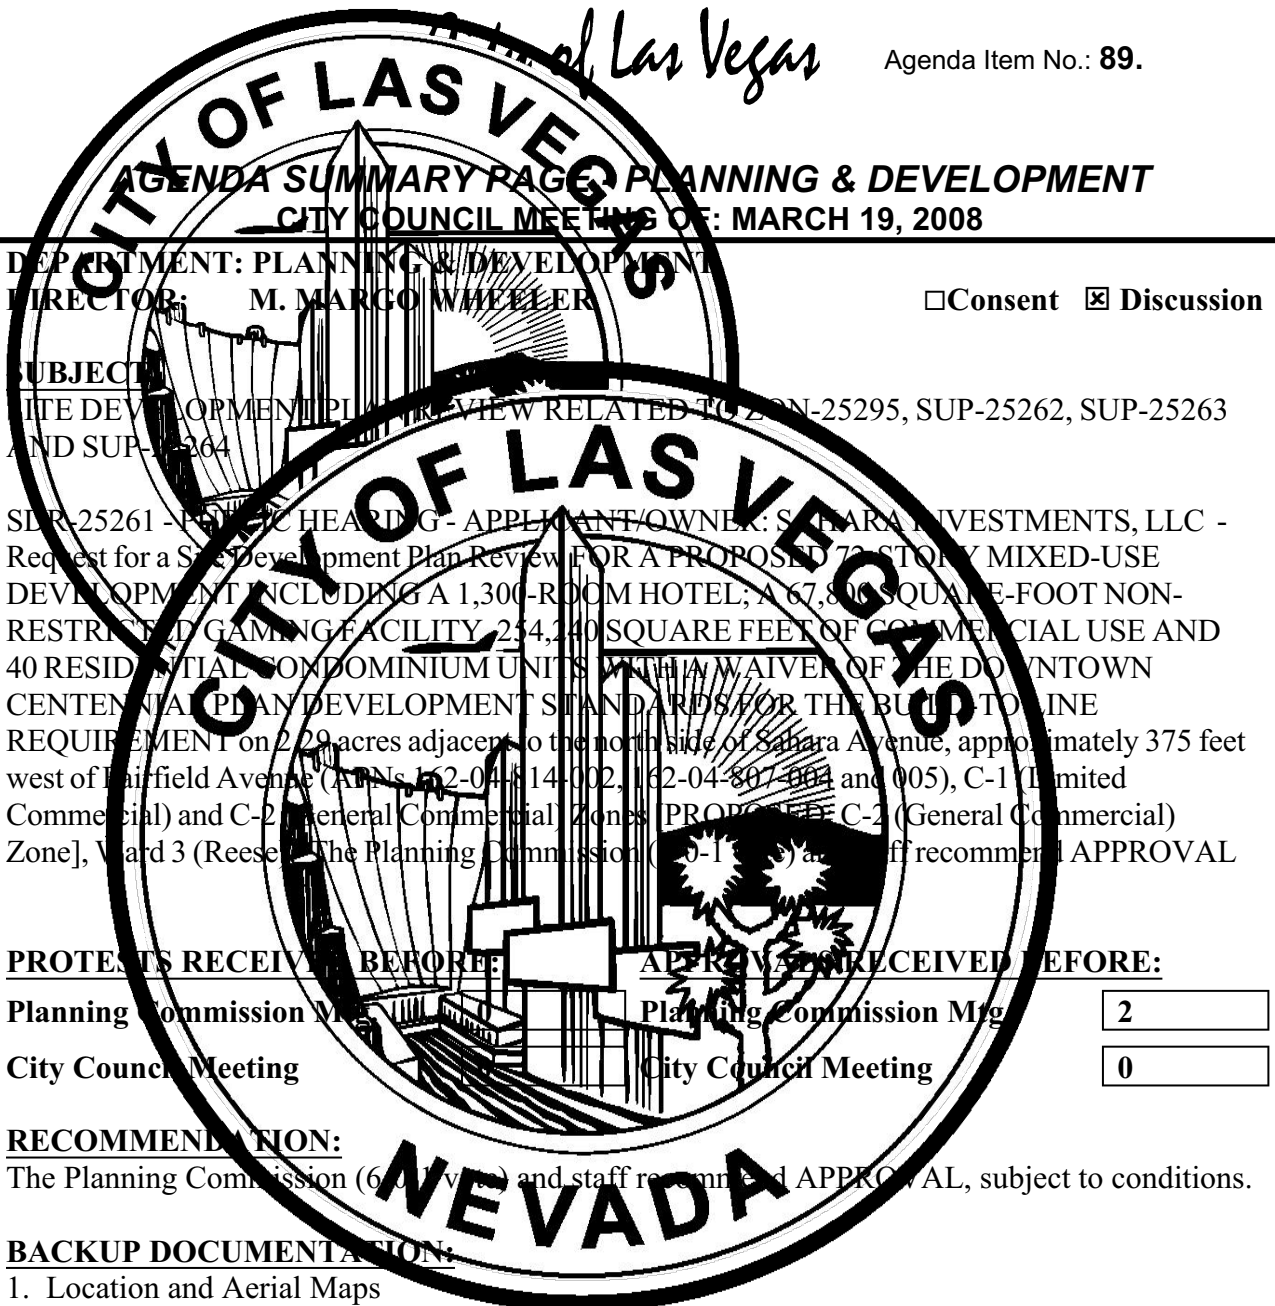 City of Las Vegas
Agenda Item No.: 89.
CITY OF LAS VEGAS
AGENDA SUMMARY PAGE - PLANNING & DEVELOPMENT
CITY COUNCIL MEETING OF: MARCH 19, 2008
DEPARTMENT: PLANNING & DEVELOPMENT
DIRECTOR: M. MARGO WHEELER
□Consent ☒ Discussion
SUBJECT:
SITE DEVELOPMENT PLAN REVIEW RELATED TO ZON-25295, SUP-25262, SUP-25263
AND SUP-25264
CITY OF LAS VEGAS
SDR-25261 - PUBLIC HEARING - APPLICANT/OWNER: SAHARA INVESTMENTS, LLC -
Request for a Site Development Plan Review FOR A PROPOSED 72-STORY MIXED-USE
DEVELOPMENT INCLUDING A 1,300-ROOM HOTEL; A 67,800 SQUARE-FOOT NON-
RESTRICTED GAMING FACILITY, 254,240 SQUARE FEET OF COMMERCIAL USE AND
40 RESIDENTIAL CONDOMINIUM UNITS WITH A WAIVER OF THE DOWNTOWN
CENTENNIAL PLAN DEVELOPMENT STANDARDS FOR THE BUILD-TO-LINE
REQUIREMENT on 2.29 acres adjacent to the north side of Sahara Avenue, approximately 375 feet
west of Fairfield Avenue (APNs 162-04-814-002, 162-04-807-004 and 005), C-1 (Limited
Commercial) and C-2 (General Commercial) Zones [PROPOSED: C-2 (General Commercial)
Zone], Ward 3 (Reese). The Planning Commission ( -0-1 vote) and staff recommend APPROVAL
PROTESTS RECEIVED BEFORE: APPROVALS RECEIVED BEFORE:
Planning Commission Mtg. 0 Planning Commission Mtg. 2
City Council Meeting City Council Meeting 0
RECOMMENDATION:
The Planning Commission (6-0-1 vote) and staff recommend APPROVAL, subject to conditions.
NEVADA
BACKUP DOCUMENTATION:
1. Location and Aerial Maps